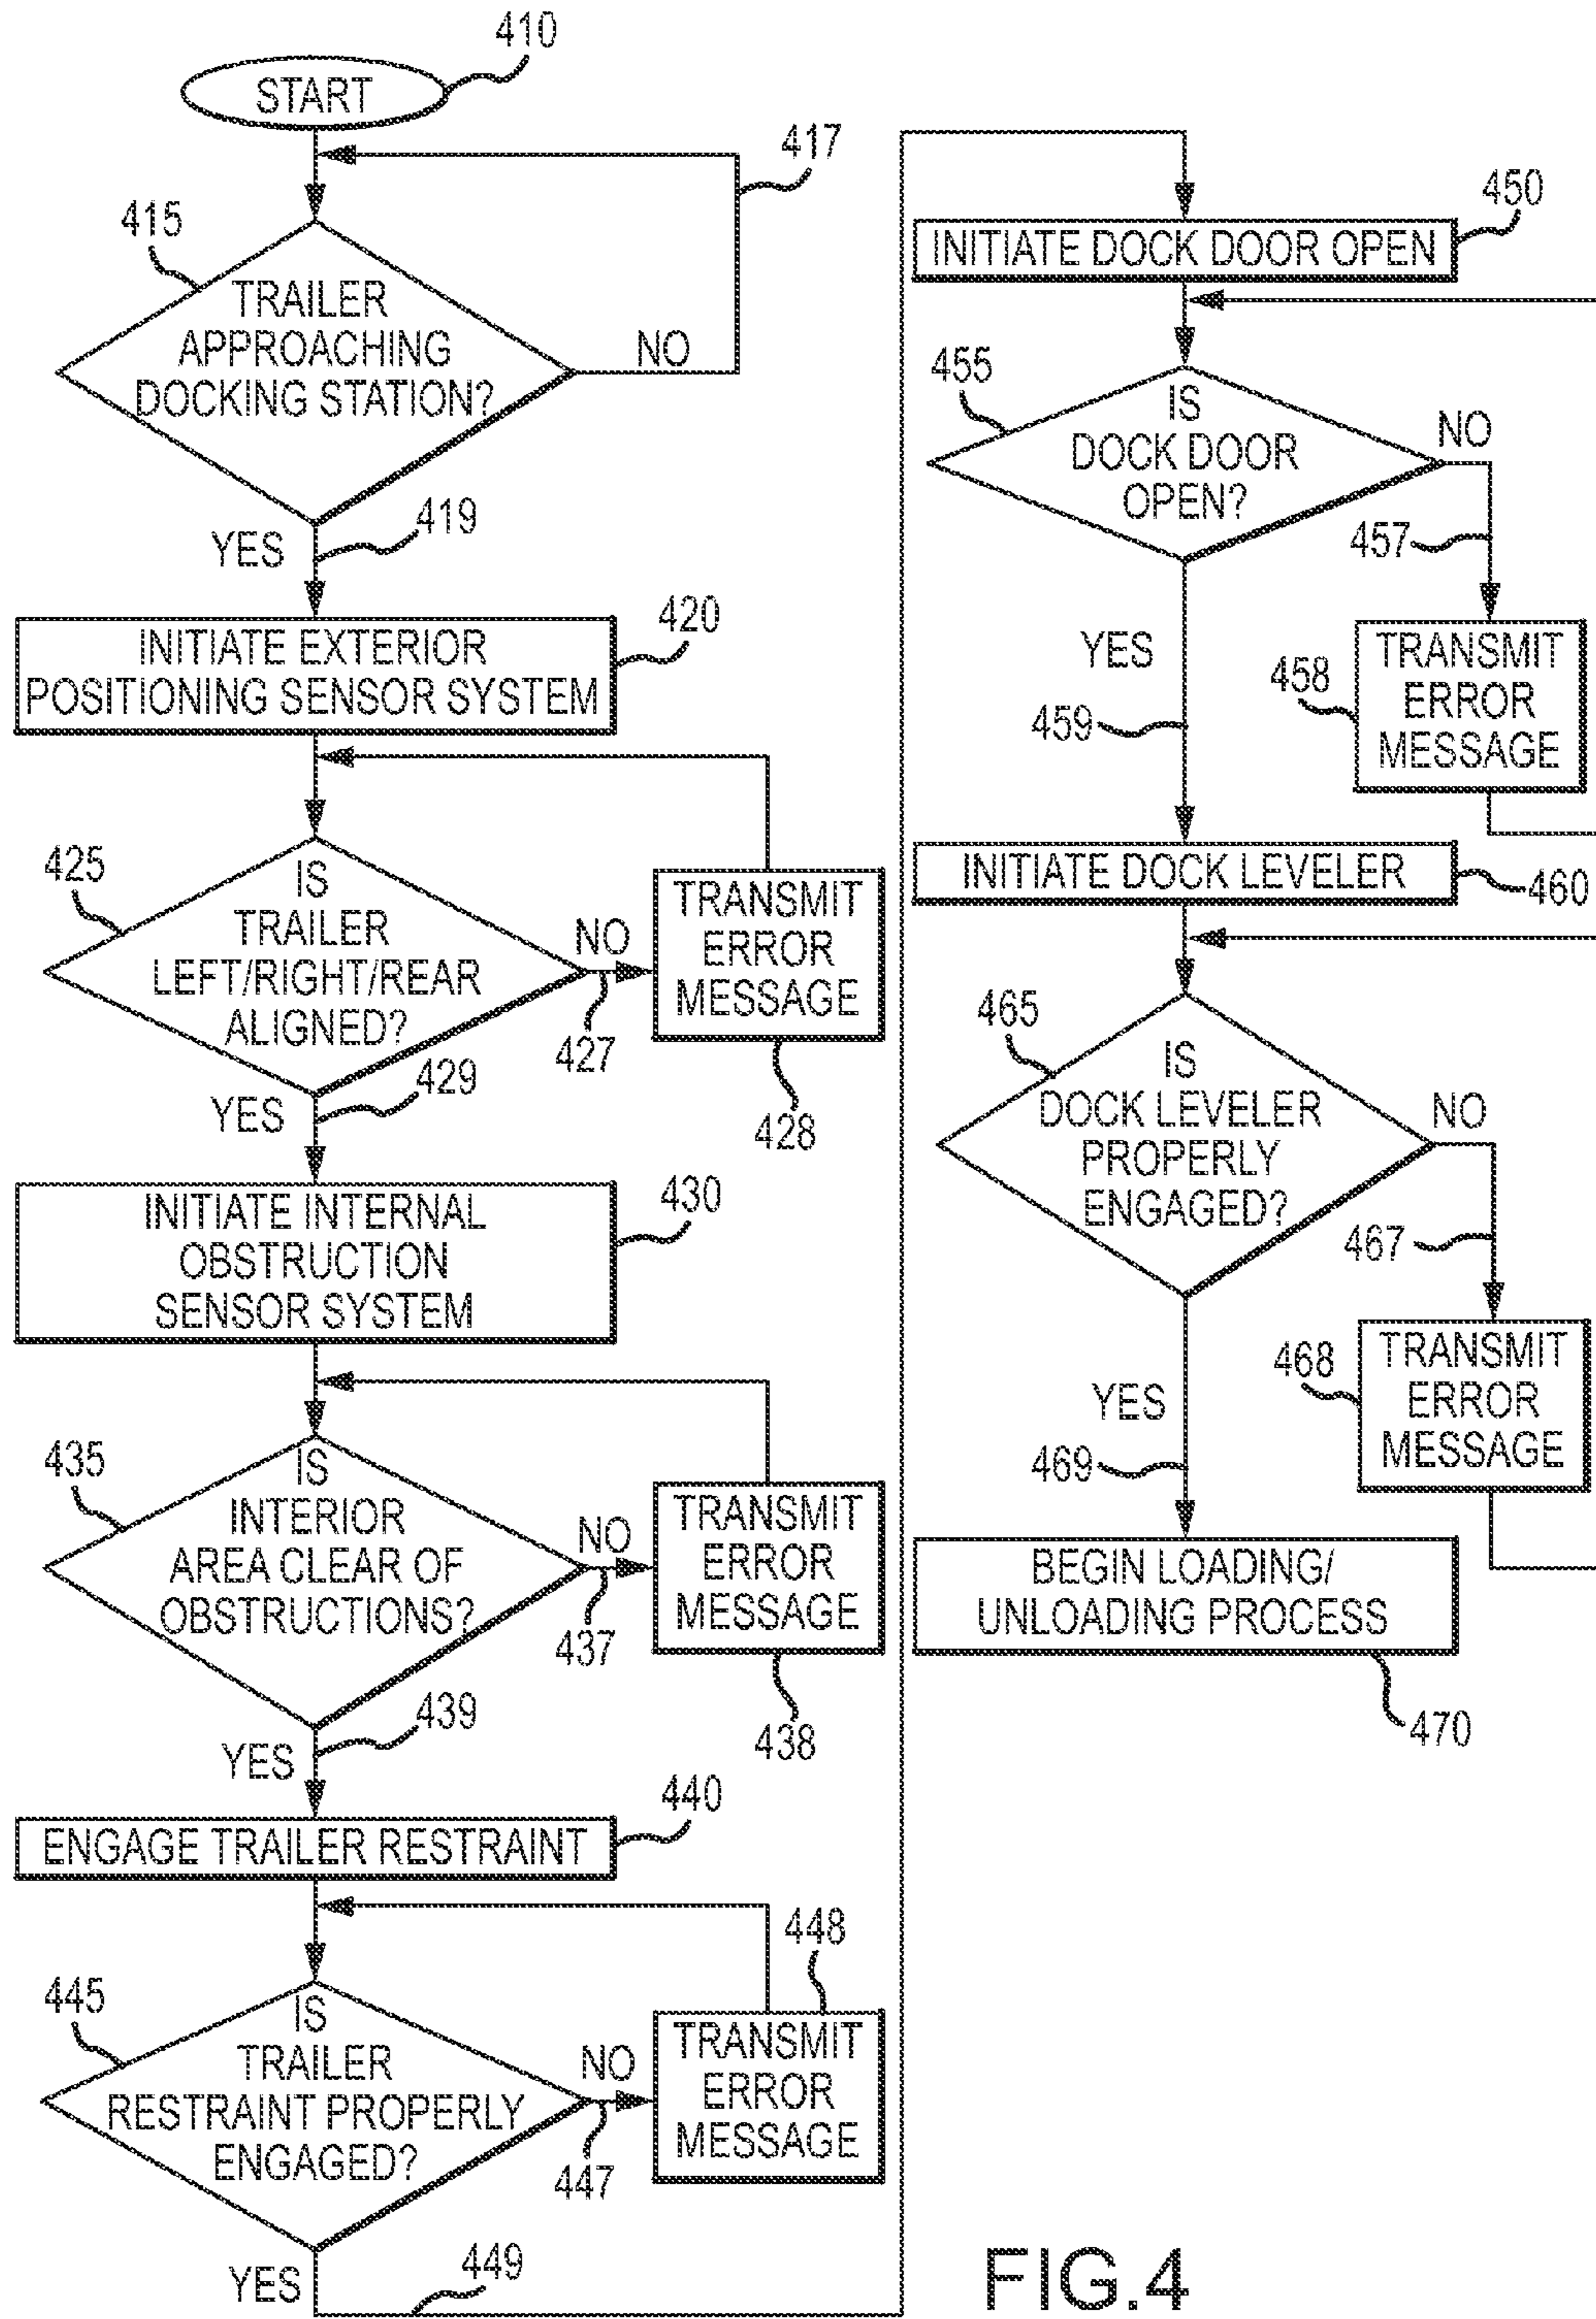 410
START
417
415
TRAILER
APPROACHING
DOCKING STATION?
NO
YES
419
420
INITIATE EXTERIOR
POSITIONING SENSOR SYSTEM
425
IS
TRAILER
LEFT/RIGHT/REAR
ALIGNED?
NO
427
TRANSMIT
ERROR
MESSAGE
428
YES
429
430
INITIATE INTERNAL
OBSTRUCTION
SENSOR SYSTEM
435
IS
INTERIOR
AREA CLEAR OF
OBSTRUCTIONS?
NO
437
TRANSMIT
ERROR
MESSAGE
438
YES
439
440
ENGAGE TRAILER RESTRAINT
445
IS
TRAILER
RESTRAINT PROPERLY
ENGAGED?
NO
447
448
TRANSMIT
ERROR
MESSAGE
YES
449
450
INITIATE DOCK DOOR OPEN
455
IS
DOCK DOOR
OPEN?
NO
457
YES
459
458
TRANSMIT
ERROR
MESSAGE
INITIATE DOCK LEVELER
460
465
IS
DOCK LEVELER
PROPERLY
ENGAGED?
NO
467
YES
469
468
TRANSMIT
ERROR
MESSAGE
BEGIN LOADING/
UNLOADING PROCESS
470
FIG.4